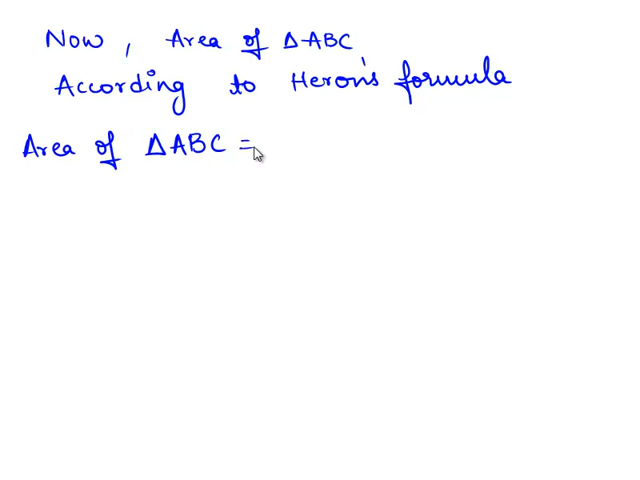 Now, Area of ΔABC
According to Heron's formula
Area of ΔABC =